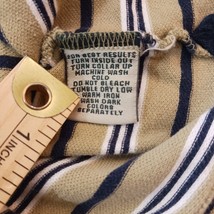 FOR BEST RESULTS
TURN INSIDE OUT
TURN COLLAR UP
MACHINE WASH
COLD
DO NOT BLEACH
TUMBLE DRY LOW
WARM IRON
WASH DARK
COLORS
SEPARATELY
1 INCH